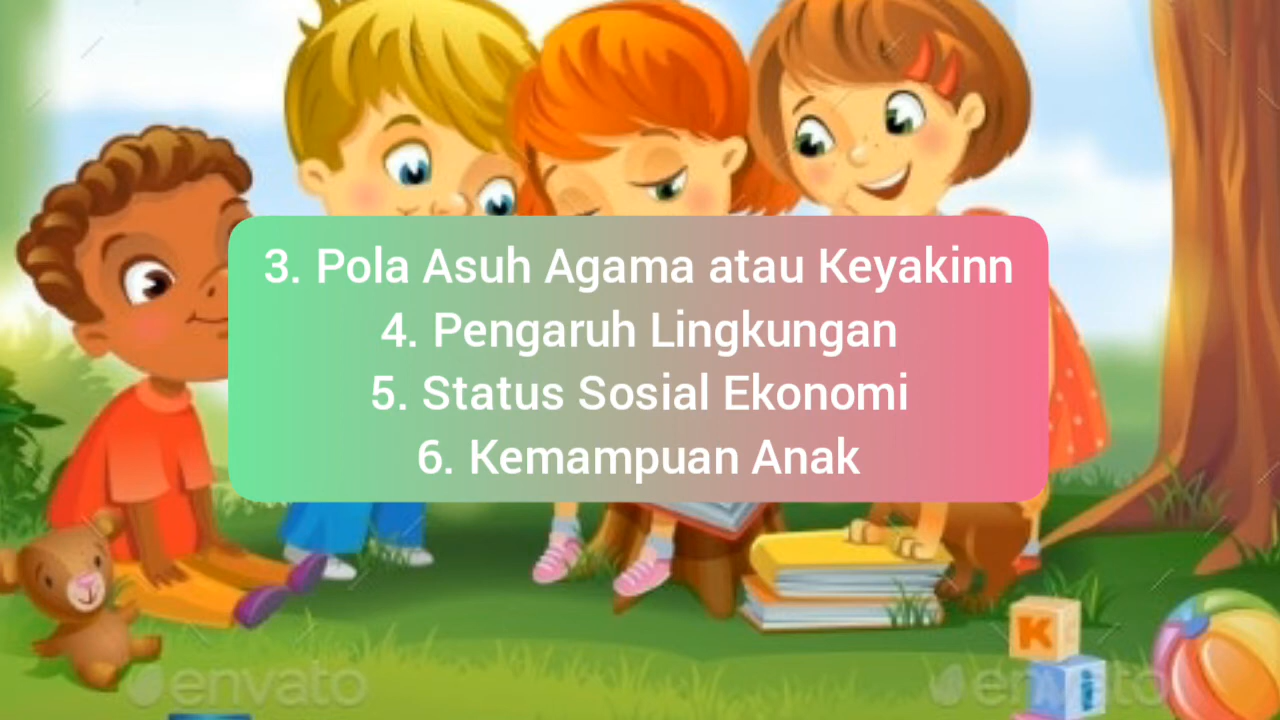 3. Pola Asuh Agama atau Keyakinn
4. Pengaruh Lingkungan
5. Status Sosial Ekonomi
6. Kemampuan Anak
K
envato
envato